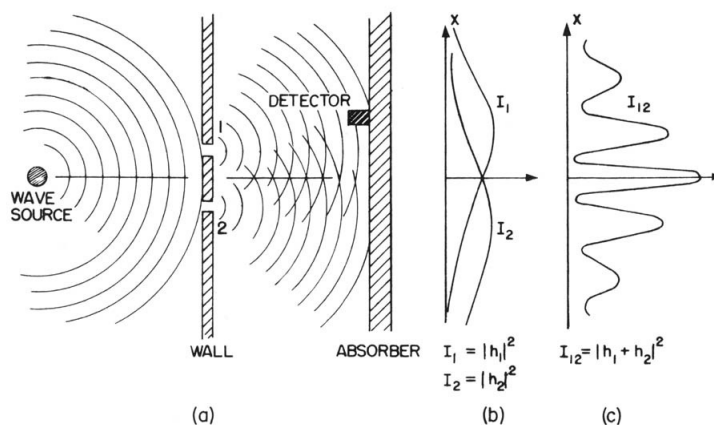 WAVE
SOURCE
1
2
DETECTOR
WALL
ABSORBER
(a)
X
I₁
I₂
I₁ = |h₁|²
I₂ = |h₂|²
(b)
X
I₁₂
I₁₂ = |h₁ + h₂|²
(c)